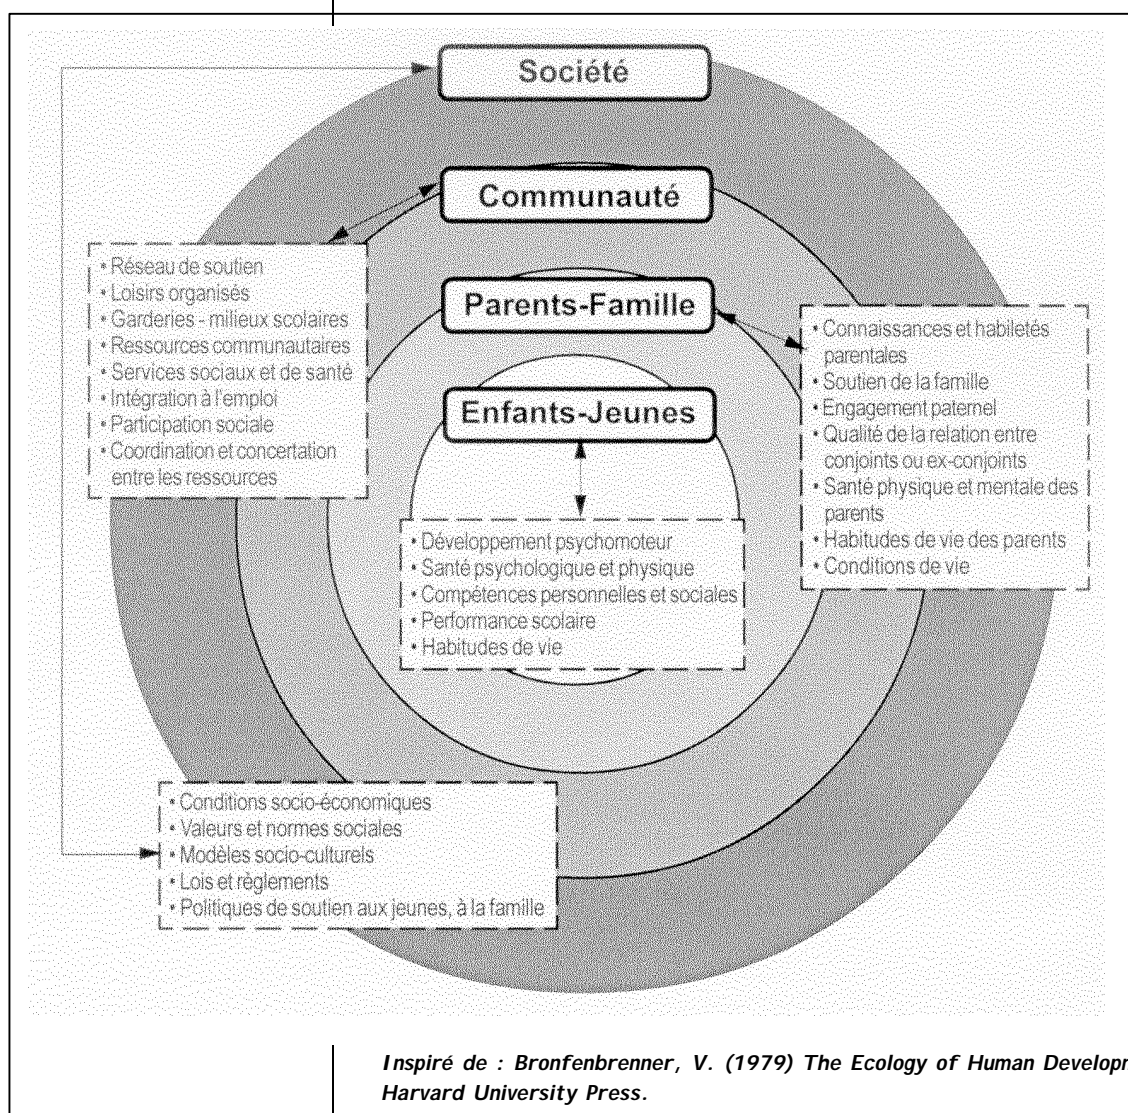 Société
Communauté
• Réseau de soutien
• Loisirs organisés
• Garderies - milieux scolaires
• Ressources communautaires
• Services sociaux et de santé
• Intégration à l'emploi
• Participation sociale
• Coordination et concertation
entre les ressources
Parents-Famille
• Connaissances et habiletés
parentales
• Soutien de la famille
• Engagement paternel
• Qualité de la relation entre
conjoints ou ex-conjoints
• Santé physique et mentale des
parents
• Habitudes de vie des parents
• Conditions de vie
Enfants-Jeunes
• Développement psychomoteur
• Santé psychologique et physique
• Compétences personnelles et sociales
• Performance scolaire
• Habitudes de vie
• Conditions socio-économiques
• Valeurs et normes sociales
• Modèles socio-culturels
• Lois et règlements
• Politiques de soutien aux jeunes, à la famille
Inspiré de : Bronfenbrenner, V. (1979) The Ecology of Human
Harvard University Press.